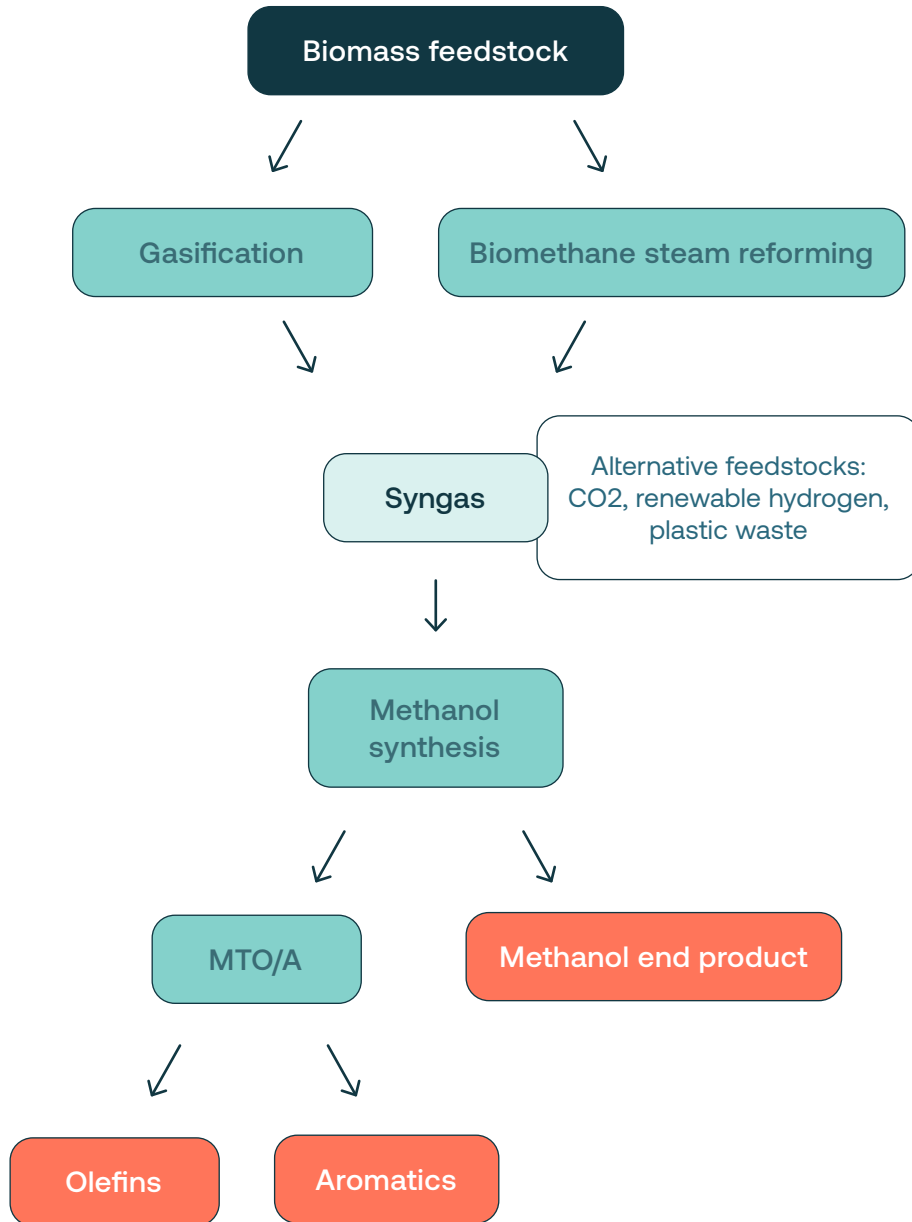 Biomass feedstock
Gasification
Biomethane steam reforming
Syngas
Alternative feedstocks:
CO2, renewable hydrogen,
plastic waste
Methanol
synthesis
MTO/A
Methanol end product
Olefins
Aromatics